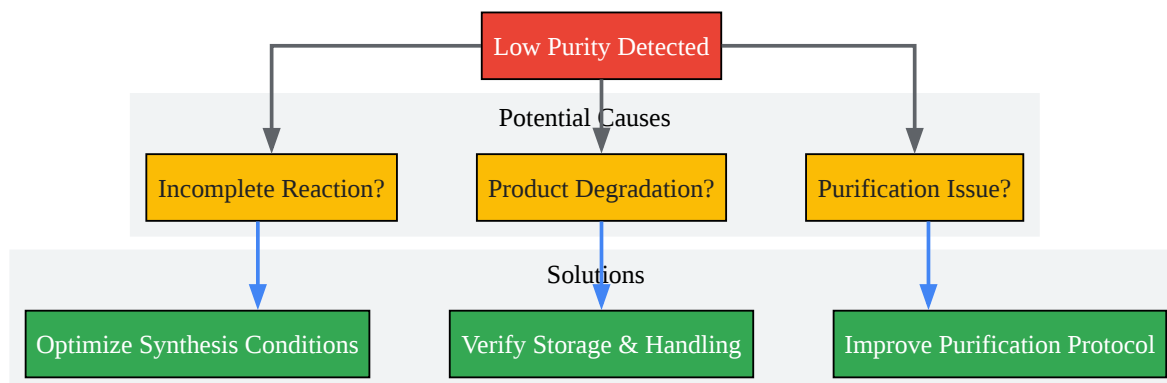 Low Purity Detected
Potential Causes
Incomplete Reaction?
Product Degradation?
Purification Issue?
Solutions
Optimize Synthesis Conditions
Verify Storage & Handling
Improve Purification Protocol